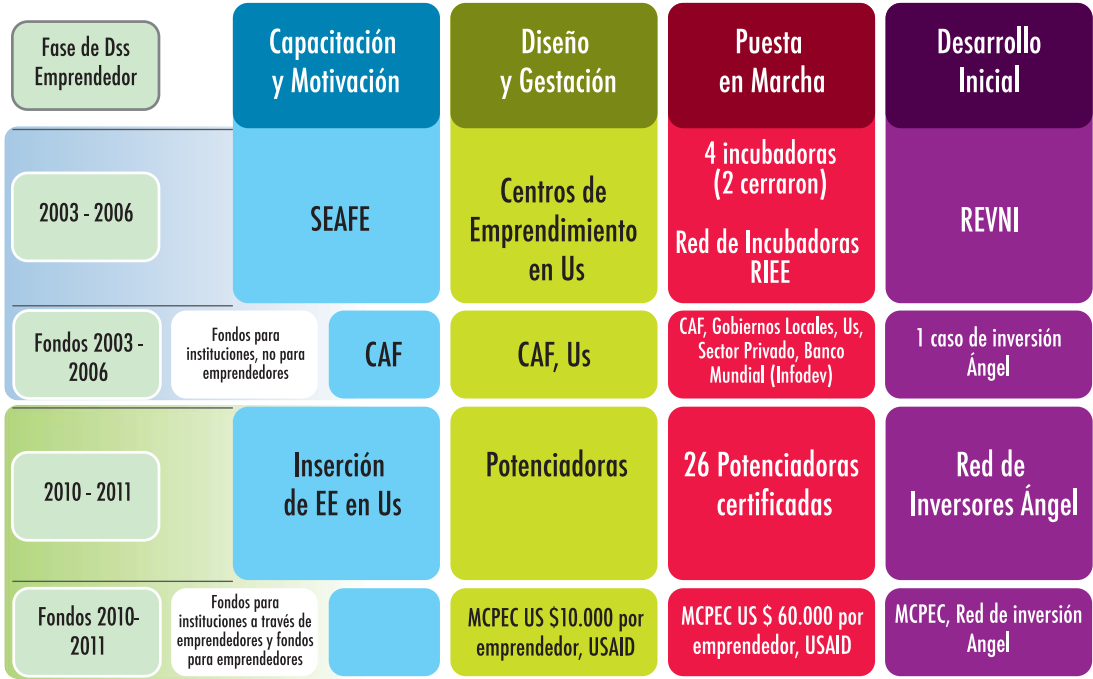 Fase de Dss
Emprendedor
Capacitación
y Motivación
Diseño
y Gestación
Puesta
en Marcha
Desarrollo
Inicial
2003 - 2006
SEAFE
Centros de
Emprendimiento
en Us
4 incubadoras
(2 cerraron)
Red de Incubadoras
RIEE
REVNI
Fondos 2003 -
2006
Fondos para
instituciones, no para
emprendedores
CAF
CAF, Us
CAF, Gobiernos Locales, Us,
Sector Privado, Banco
Mundial (Infodev)
1 caso de inversión
Ángel
2010 - 2011
Inserción
de EE en Us
Potenciadoras
26 Potenciadoras
certificadas
Red de
Inversores Ángel
Fondos 2010-
2011
Fondos para
instituciones a través de
emprendedores y fondos
para emprendedores
MCPEC US $10.000 por
emprendedor, USAID
MCPEC US $ 60.000 por
emprendedor, USAID
MCPEC, Red de inversión
Angel